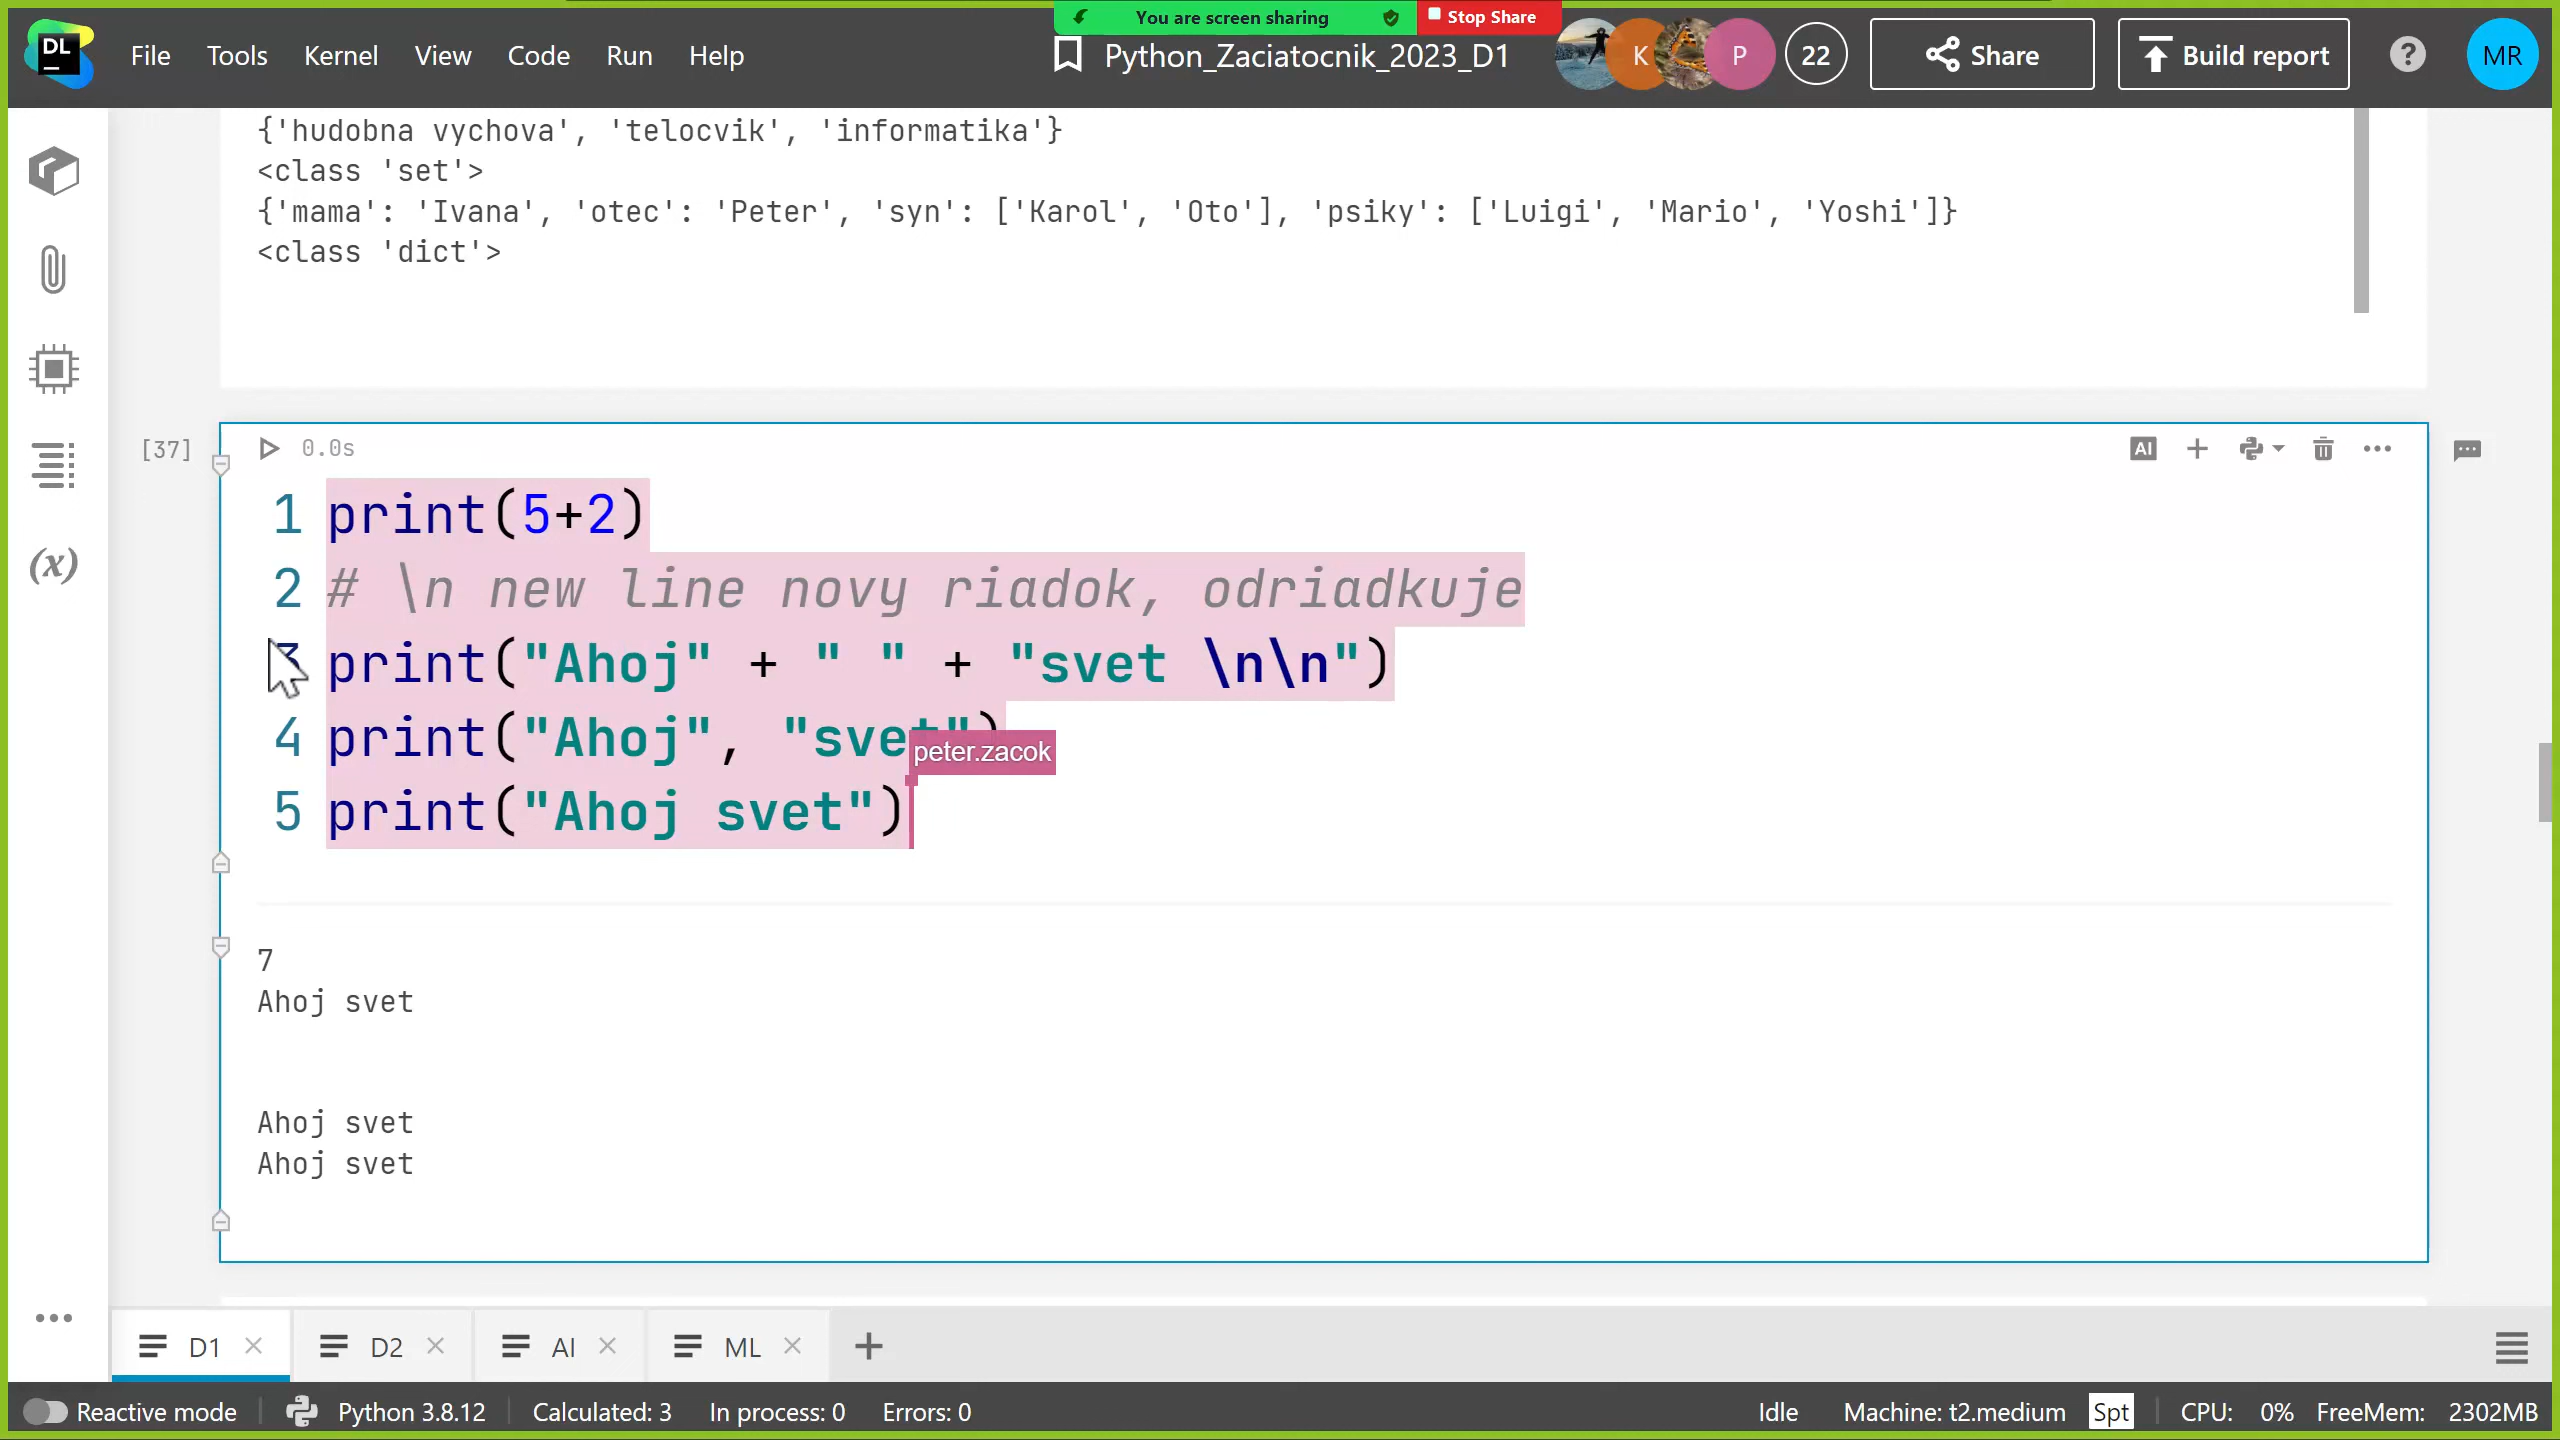 You are screen sharing Stop Share
DL File Tools Kernel View Code Run Help Python_Zaciatocnik_2023_D1 K P 22 Share Build report ? MR
{'hudobna vychova', 'telocvik', 'informatika'}
<class 'set'>
{'mama': 'Ivana', 'otec': 'Peter', 'syn': ['Karol', 'Oto'], 'psiky': ['Luigi', 'Mario', 'Yoshi']}
<class 'dict'>
(x)
[37] 0.0s AI
1 print(5+2)
2 # \n new line novy riadok, odriadkuje
3 print("Ahoj" + " " + "svet \n\n")
4 print("Ahoj", "svet")
peter.zacok
5 print("Ahoj svet")
7
Ahoj svet
Ahoj svet
Ahoj svet
D1 D2 AI ML
Reactive mode Python 3.8.12 Calculated: 3 In process: 0 Errors: 0 Idle Machine: t2.medium Spt CPU: 0% FreeMem: 2302MB